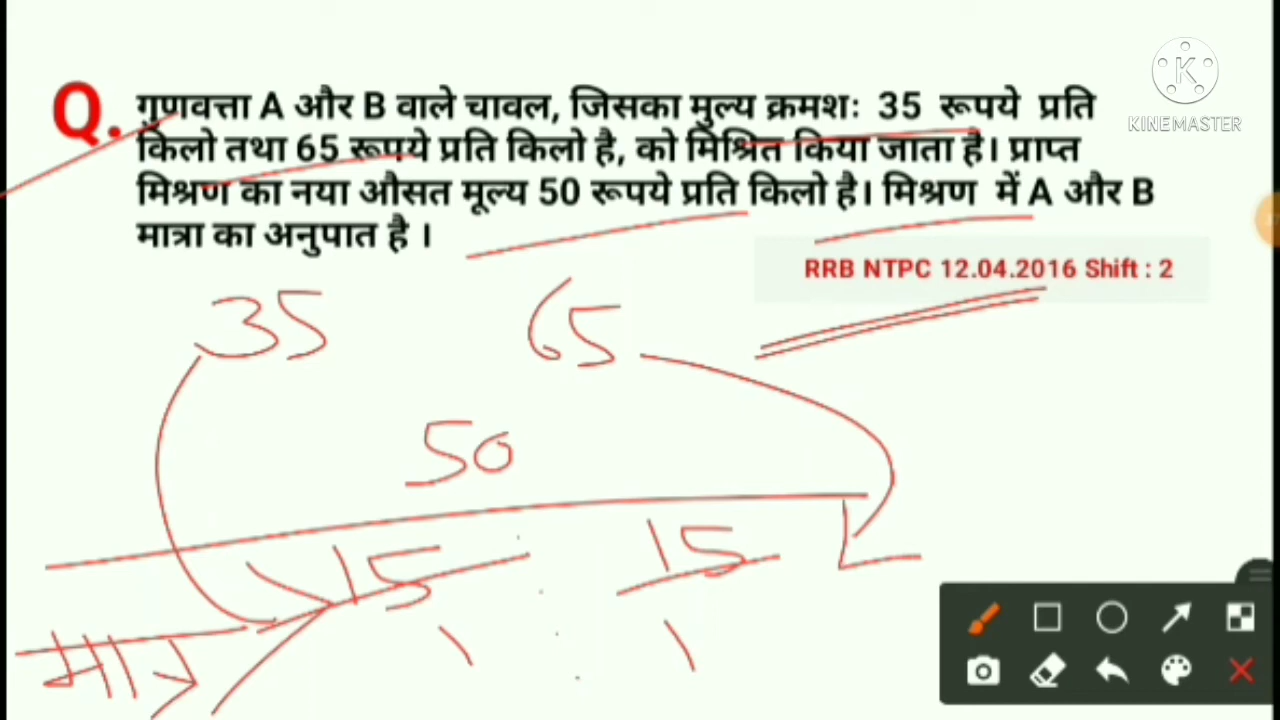 Q. गुणवत्ता A और B वाले चावल, जिसका मुल्य क्रमशः 35 रूपये प्रति
किलो तथा 65 रूपये प्रति किलो है, को मिश्रित किया जाता है। प्राप्त
मिश्रण का नया औसत मूल्य 50 रूपये प्रति किलो है। मिश्रण में A और B
मात्रा का अनुपात है ।
RRB NTPC 12.04.2016 Shift : 2
K
KINEMASTER
35 65
50
15 : 15
1 : 1
मात्रा